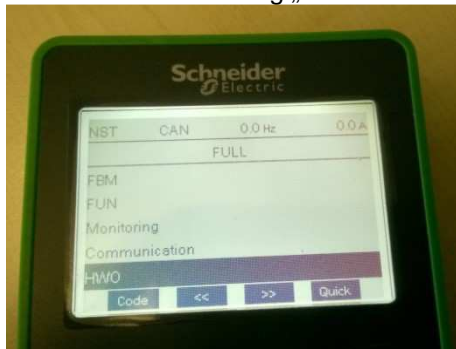 Schneider
Electric
NST CAN 0.0 Hz 0.0 A
FULL
FBM
FUN
Monitoring
Communication
HWO
Code << >> Quick